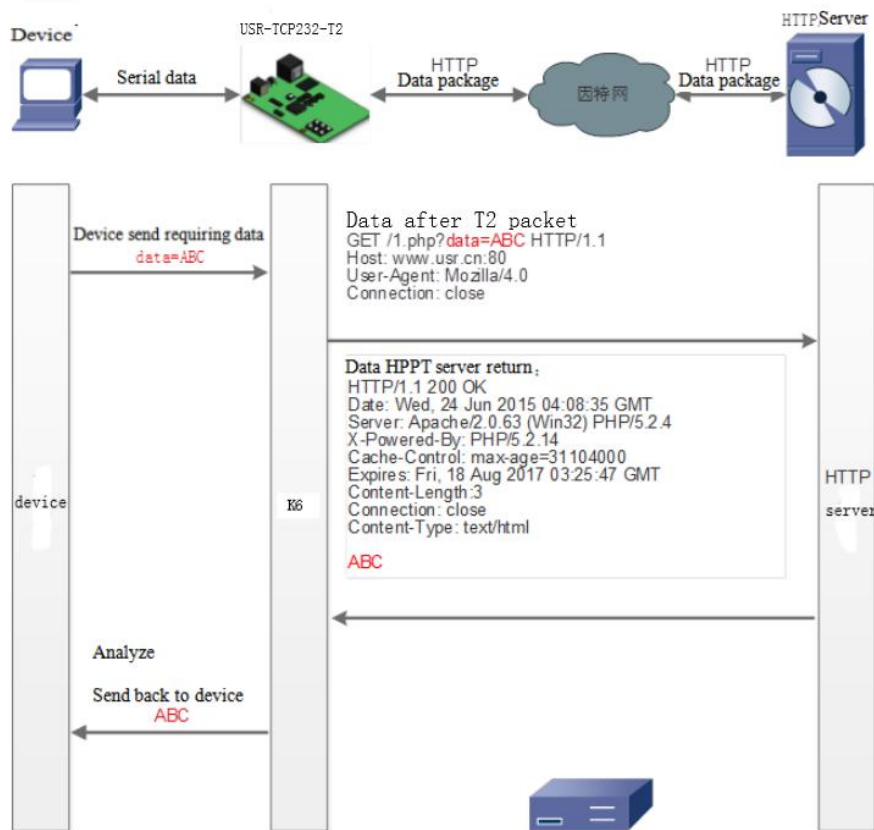 Device
USR-TCP232-T2
HTTPServer
Serial data
HTTP
Data package
因特网
HTTP
Data package
Device send requiring data
data=ABC
Data after T2 packet
GET /1.php?data=ABC HTTP/1.1
Host: www.usr.cn:80
User-Agent: Mozilla/4.0
Connection: close
Data HPPT server return;
HTTP/1.1 200 OK
Date: Wed, 24 Jun 2015 04:08:35 GMT
Server: Apache/2.0.63 (Win32) PHP/5.2.4
X-Powered-By: PHP/5.2.14
Cache-Control: max-age=31104000
Expires: Fri, 18 Aug 2017 03:25:47 GMT
Content-Length:3
Connection: close
Content-Type: text/html
ABC
device
K6
HTTP
server
Analyze
Send back to device
ABC